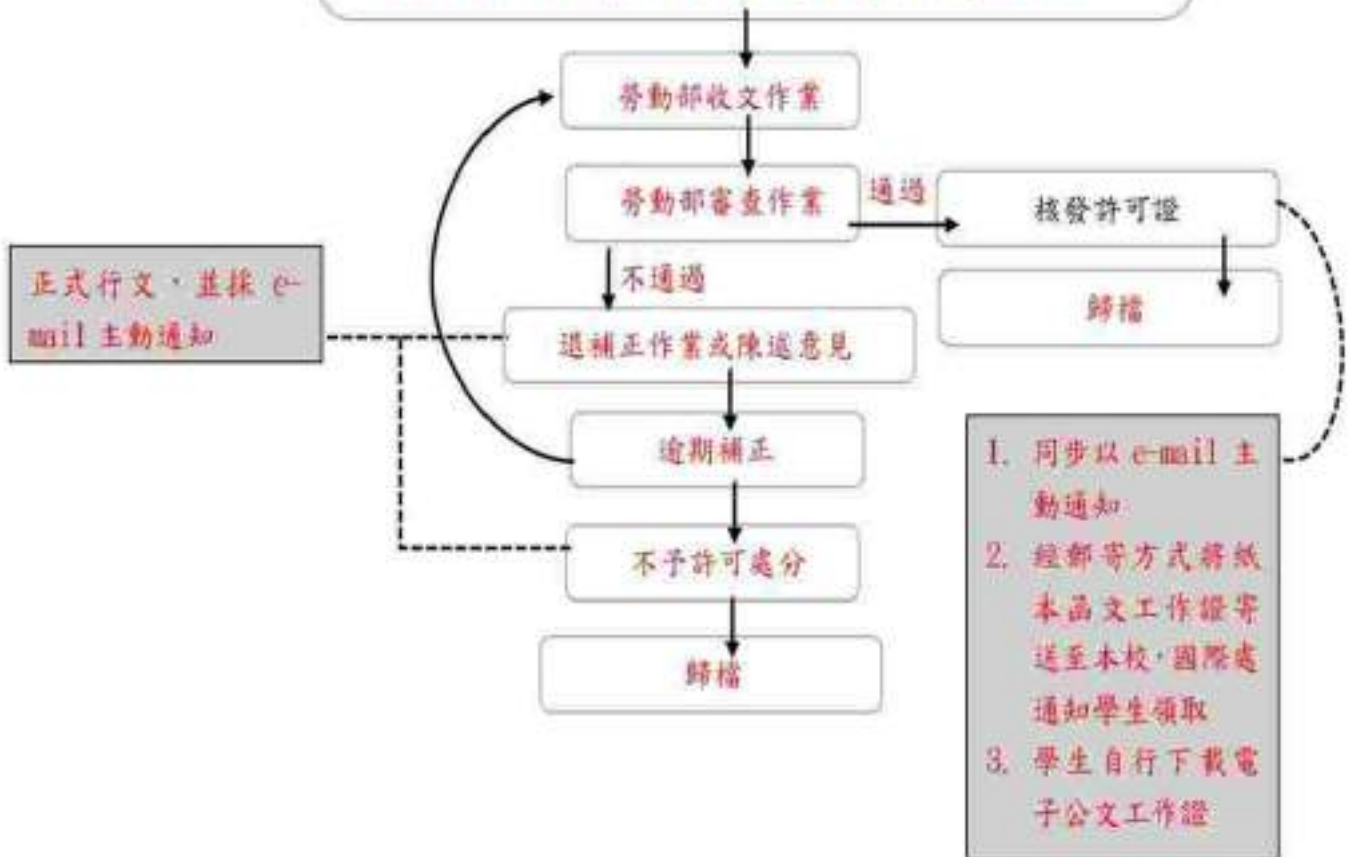 勞動部收文作業
勞動部審查作業
通過
核發許可證
歸檔
不通過
正式行文，並採 e-
mail 主動通知
退補正作業或陳述意見
逾期補正
不予許可處分
歸檔
1. 同步以 e-mail 主
動通知
2. 經郵寄方式將紙
本函文工作證寄
送至本校，國際處
通知學生領取
3. 學生自行下載電
子公文工作證